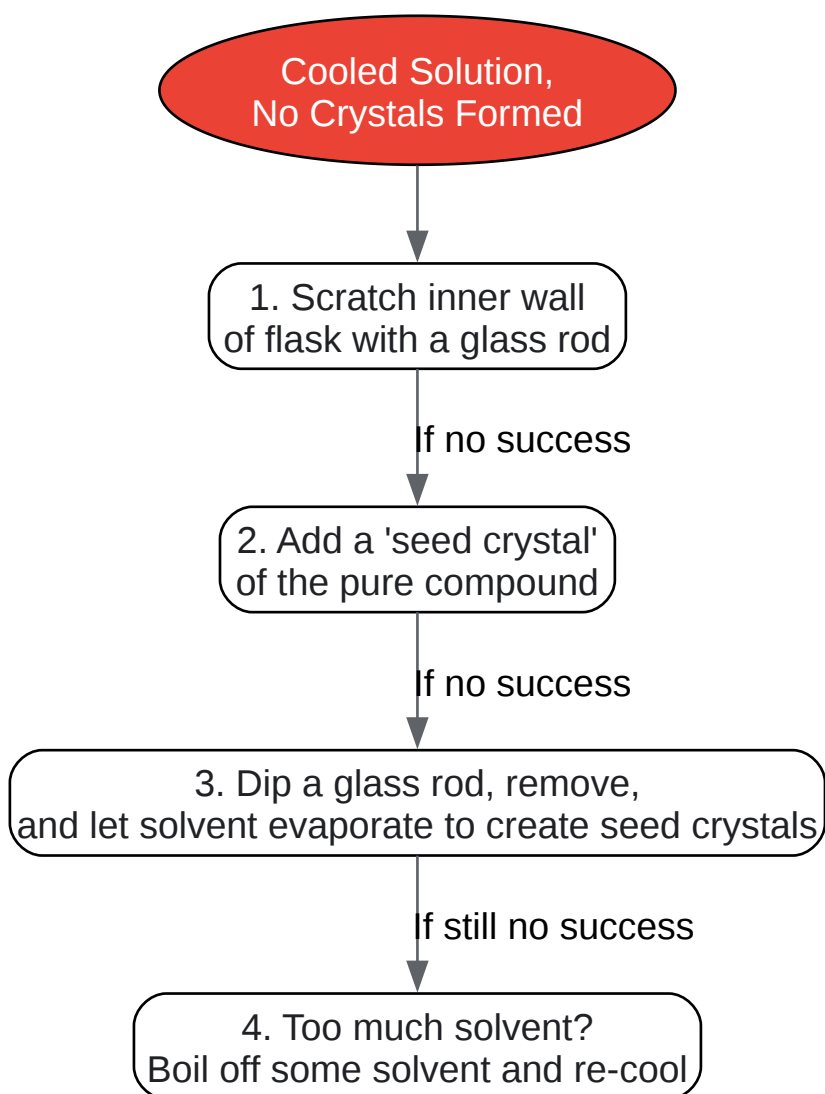 Cooled Solution,
No Crystals Formed
1. Scratch inner wall
of flask with a glass rod
If no success
2. Add a 'seed crystal'
of the pure compound
If no success
3. Dip a glass rod, remove,
and let solvent evaporate to create seed crystals
If still no success
4. Too much solvent?
Boil off some solvent and re-cool